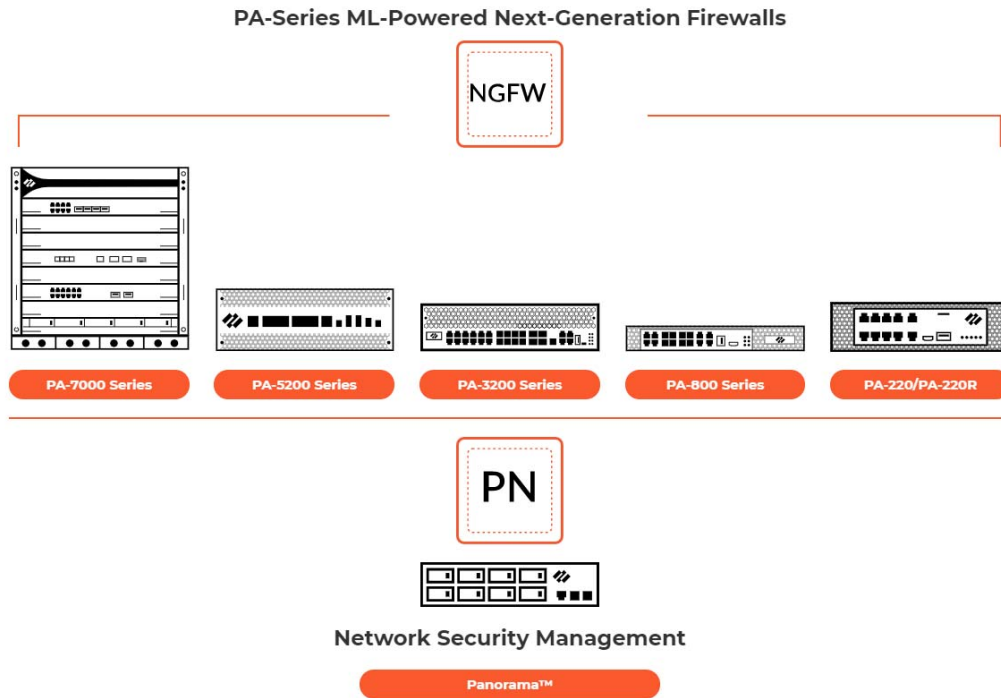 PA-Series ML-Powered Next-Generation Firewalls
NGFW
PA-7000 Series
PA-5200 Series
PA-3200 Series
PA-800 Series
PA-220/PA-220R
PN
Network Security Management
Panorama™